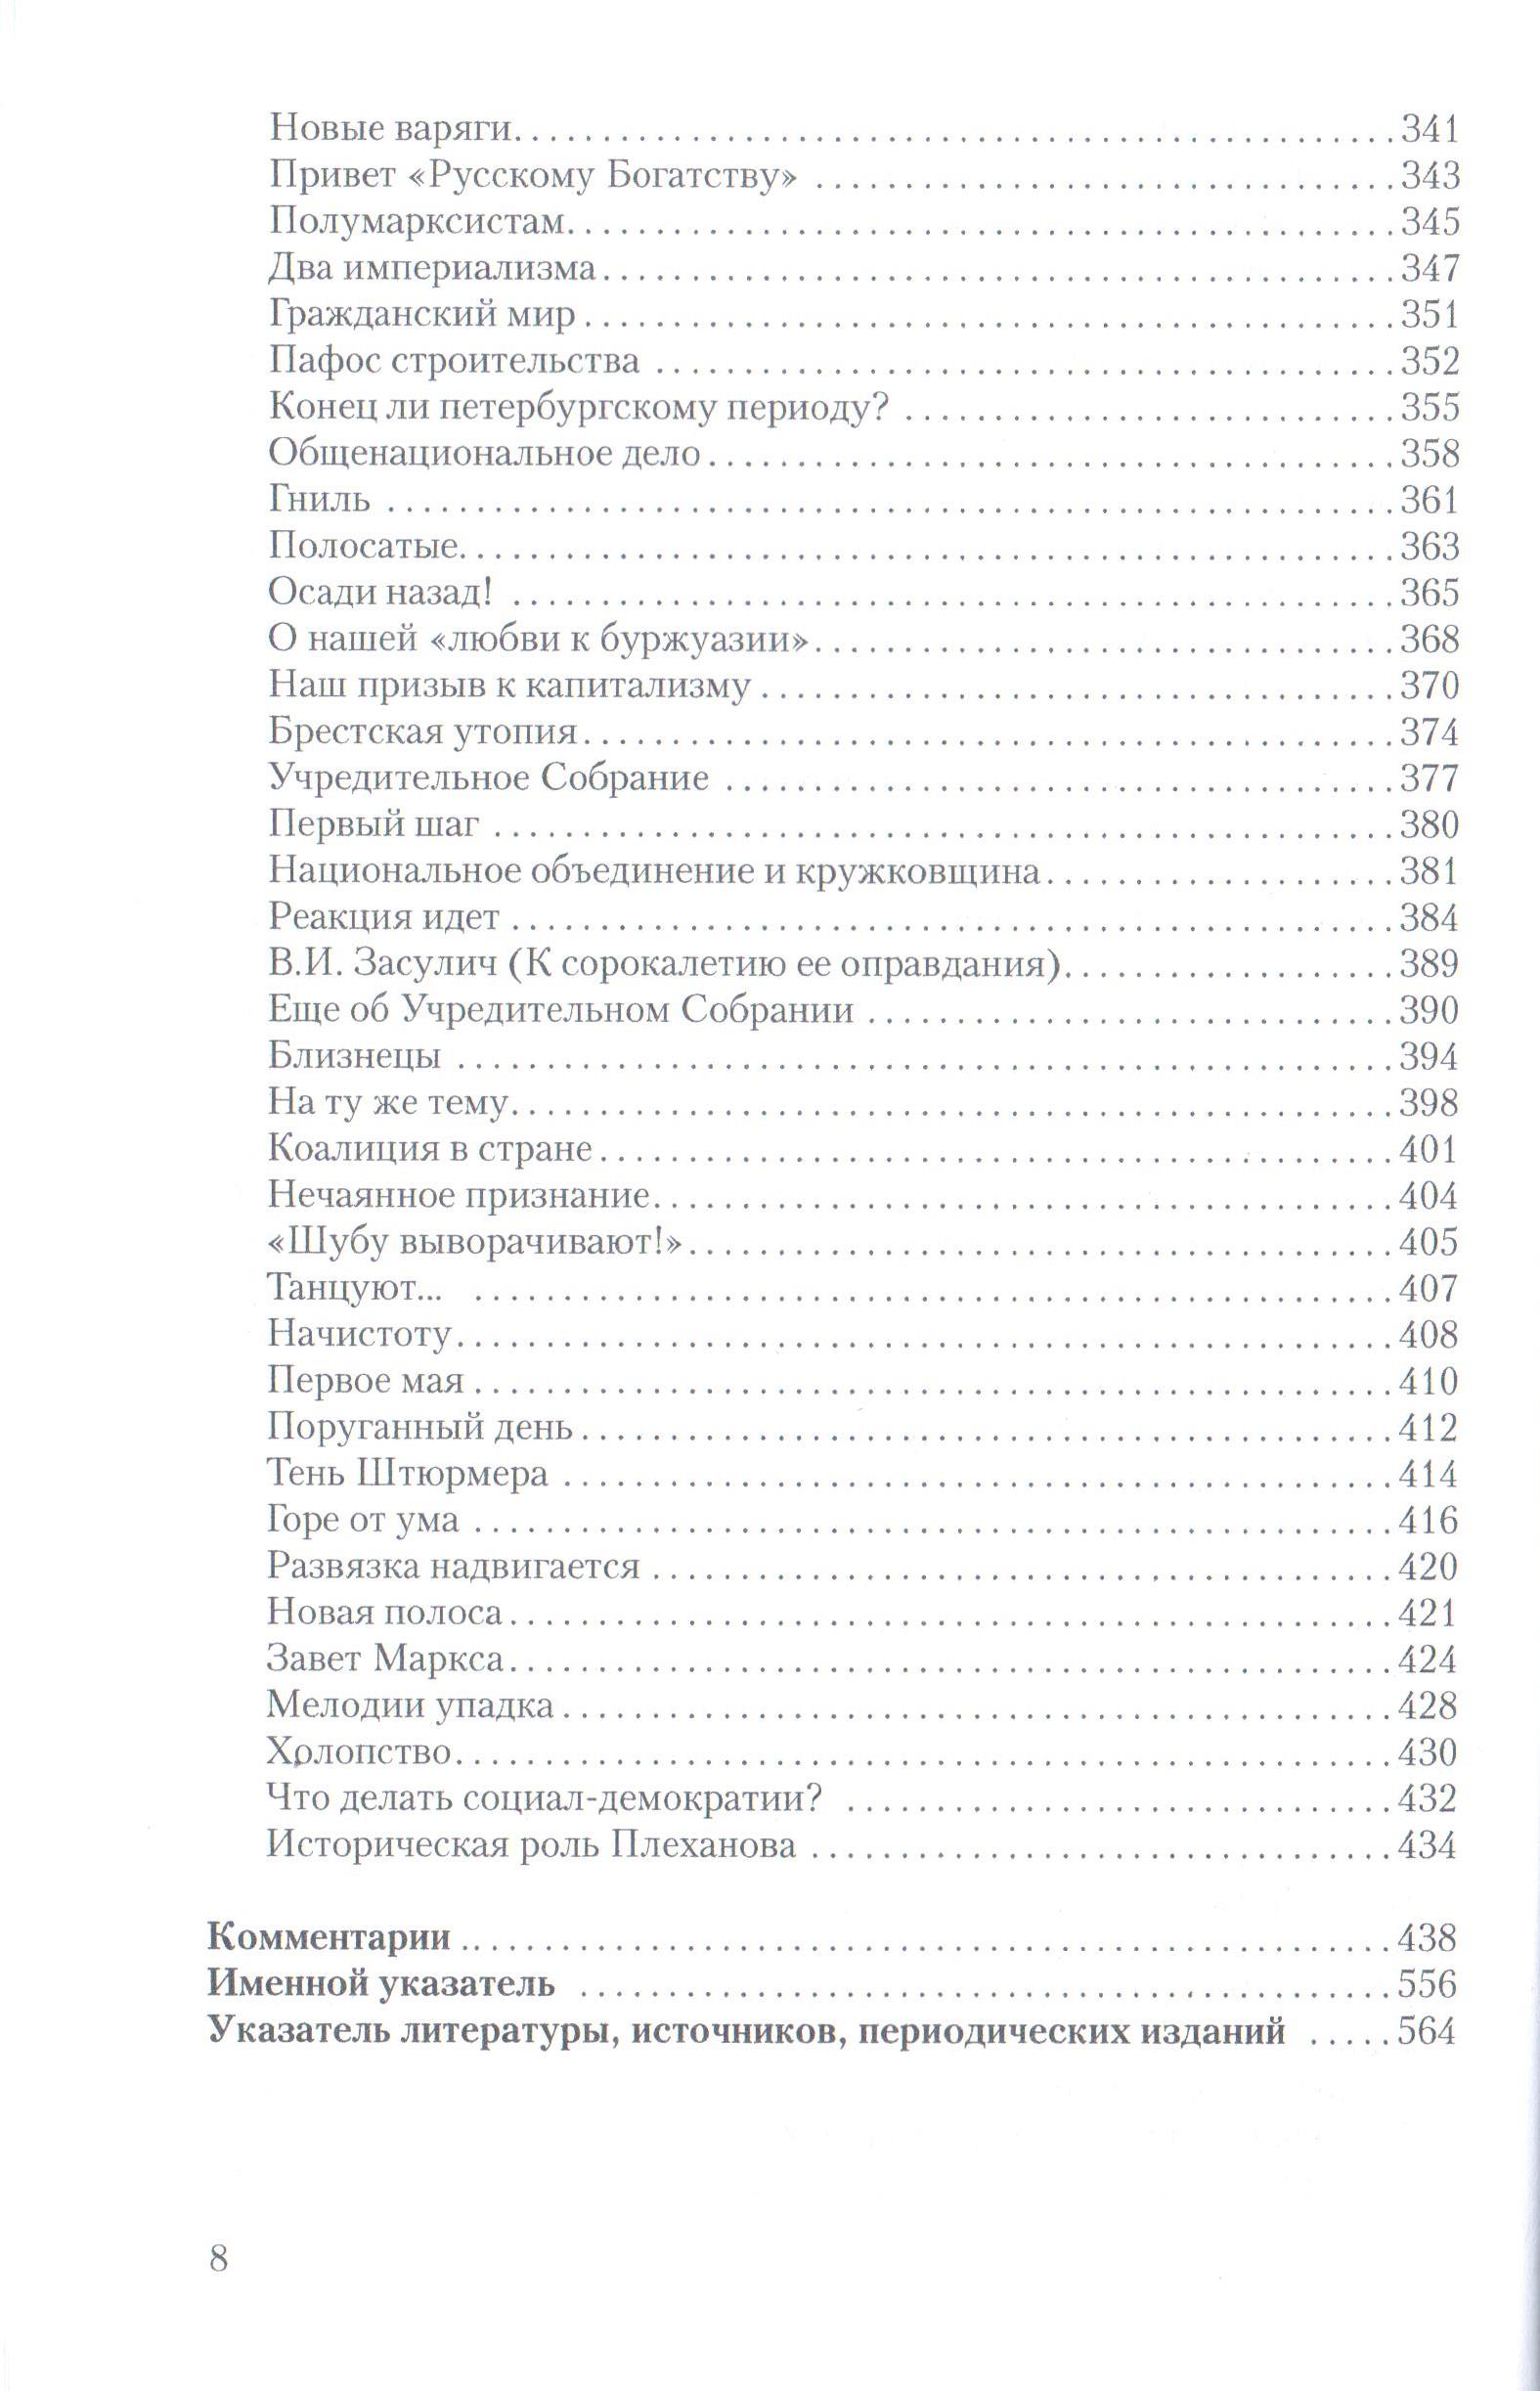 Новые варяги. . . . . . . . . . . . . . . . . . . . 341
Привет «Русскому Богатству» . . . . . . . . . . . . . . . . . . . . 343
Полумарксистам. . . . . . . . . . . . . . . . . . . . 345
Два империализма. . . . . . . . . . . . . . . . . . . . 347
Гражданский мир . . . . . . . . . . . . . . . . . . . . 351
Пафос строительства . . . . . . . . . . . . . . . . . . . . 352
Конец ли петербургскому периоду? . . . . . . . . . . . . . . . . . . . . 355
Общенациональное дело . . . . . . . . . . . . . . . . . . . . 358
Гниль . . . . . . . . . . . . . . . . . . . . 361
Полосатые. . . . . . . . . . . . . . . . . . . . 363
Осади назад! . . . . . . . . . . . . . . . . . . . . 365
О нашей «любви к буржуазии». . . . . . . . . . . . . . . . . . . . 368
Наш призыв к капитализму . . . . . . . . . . . . . . . . . . . . 370
Брестская утопия . . . . . . . . . . . . . . . . . . . . 374
Учредительное Собрание . . . . . . . . . . . . . . . . . . . . 377
Первый шаг . . . . . . . . . . . . . . . . . . . . 380
Национальное объединение и кружковщина. . . . . . . . . . . . . . . . . . . . 381
Реакция идет . . . . . . . . . . . . . . . . . . . . 384
В.И. Засулич (К сорокалетию ее оправдания). . . . . . . . . . . . . . . . . . . 389
Еще об Учредительном Собрании . . . . . . . . . . . . . . . . . . . . 390
Близнецы . . . . . . . . . . . . . . . . . . . . 394
На ту же тему. . . . . . . . . . . . . . . . . . . . 398
Коалиция в стране . . . . . . . . . . . . . . . . . . . . 401
Нечаянное признание. . . . . . . . . . . . . . . . . . . . 404
«Шубу выворачивают!». . . . . . . . . . . . . . . . . . . . 405
Танцуют... . . . . . . . . . . . . . . . . . . . . 407
Начистоту. . . . . . . . . . . . . . . . . . . . 408
Первое мая . . . . . . . . . . . . . . . . . . . . 410
Поруганный день . . . . . . . . . . . . . . . . . . . . 412
Тень Штюрмера . . . . . . . . . . . . . . . . . . . . 414
Горе от ума . . . . . . . . . . . . . . . . . . . . 416
Развязка надвигается . . . . . . . . . . . . . . . . . . . . 420
Новая полоса . . . . . . . . . . . . . . . . . . . . 421
Завет Маркса . . . . . . . . . . . . . . . . . . . . 424
Мелодии упадка . . . . . . . . . . . . . . . . . . . . 428
Холопство. . . . . . . . . . . . . . . . . . . . 430
Что делать социал-демократии? . . . . . . . . . . . . . . . . . . . . 432
Историческая роль Плеханова . . . . . . . . . . . . . . . . . . . . 434
Комментарии . . . . . . . . . . . . . . . . . . . . 438
Именной указатель . . . . . . . . . . . . . . . . . . . . 556
Указатель литературы, источников, периодических изданий . . . . . 564
8